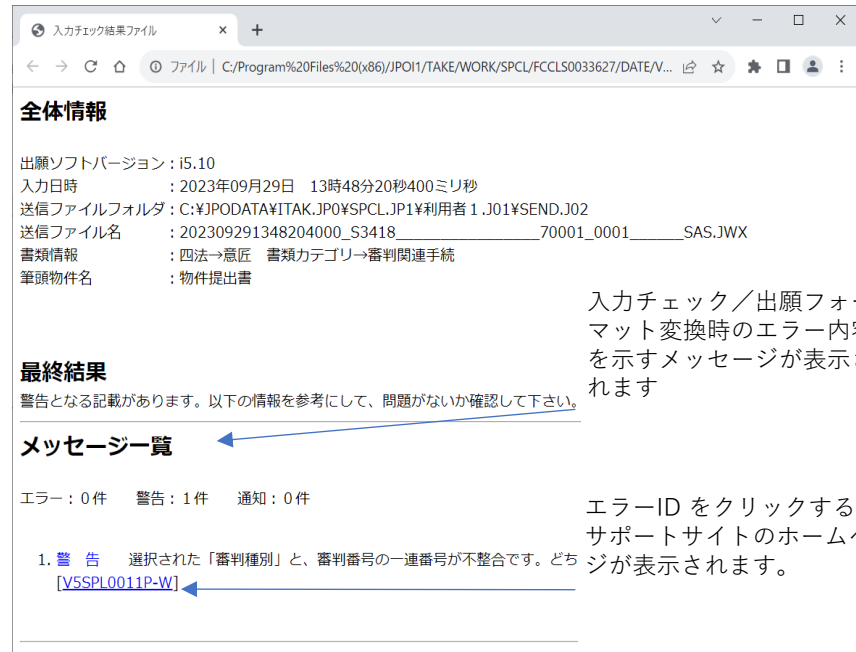 入力チェック結果ファイル
ファイル | C:/Program%20Files%20(x86)/JPOI1/TAKE/WORK/SPCL/FCCLS0033627/DATE/V...
全体情報
出願ソフトバージョン : i5.10
入力日時 : 2023年09月29日 13時48分20秒400ミリ秒
送信ファイルフォルダ : C:¥JPODATA¥ITAK.JP0¥SPCL.JP1¥利用者１.J01¥SEND.J02
送信ファイル名 : 202309291348204000_S3418_________________70001_0001______SAS.JWX
書類情報 : 四法→意匠 書類カテゴリ→審判関連手続
筆頭物件名 : 物件提出書
入力チェック／出願フォー
マット変換時のエラー内容
を示すメッセージが表示さ
れます
最終結果
警告となる記載があります。以下の情報を参考にして、問題がないか確認して下さい。
メッセージ一覧
エラー : 0件 警告 : 1件 通知 : 0件
エラーID をクリックする
サポートサイトのホームペ
ジが表示されます。
1. 警 告 選択された「審判種別」と、審判番号の一連番号が不整合です。どち
[V5SPL0011P-W]